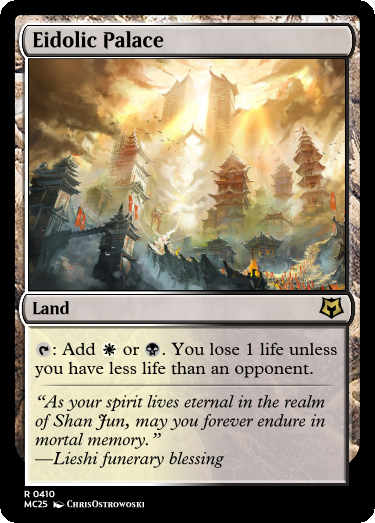 Eidolic Palace
Land
: Add or . You lose 1 life unless
you have less life than an opponent.
“As your spirit lives eternal in the realm
of Shan Jun, may you forever endure in
mortal memory.”
—Lieshi funerary blessing
R 0410
MC25 ChrisOstrowoski